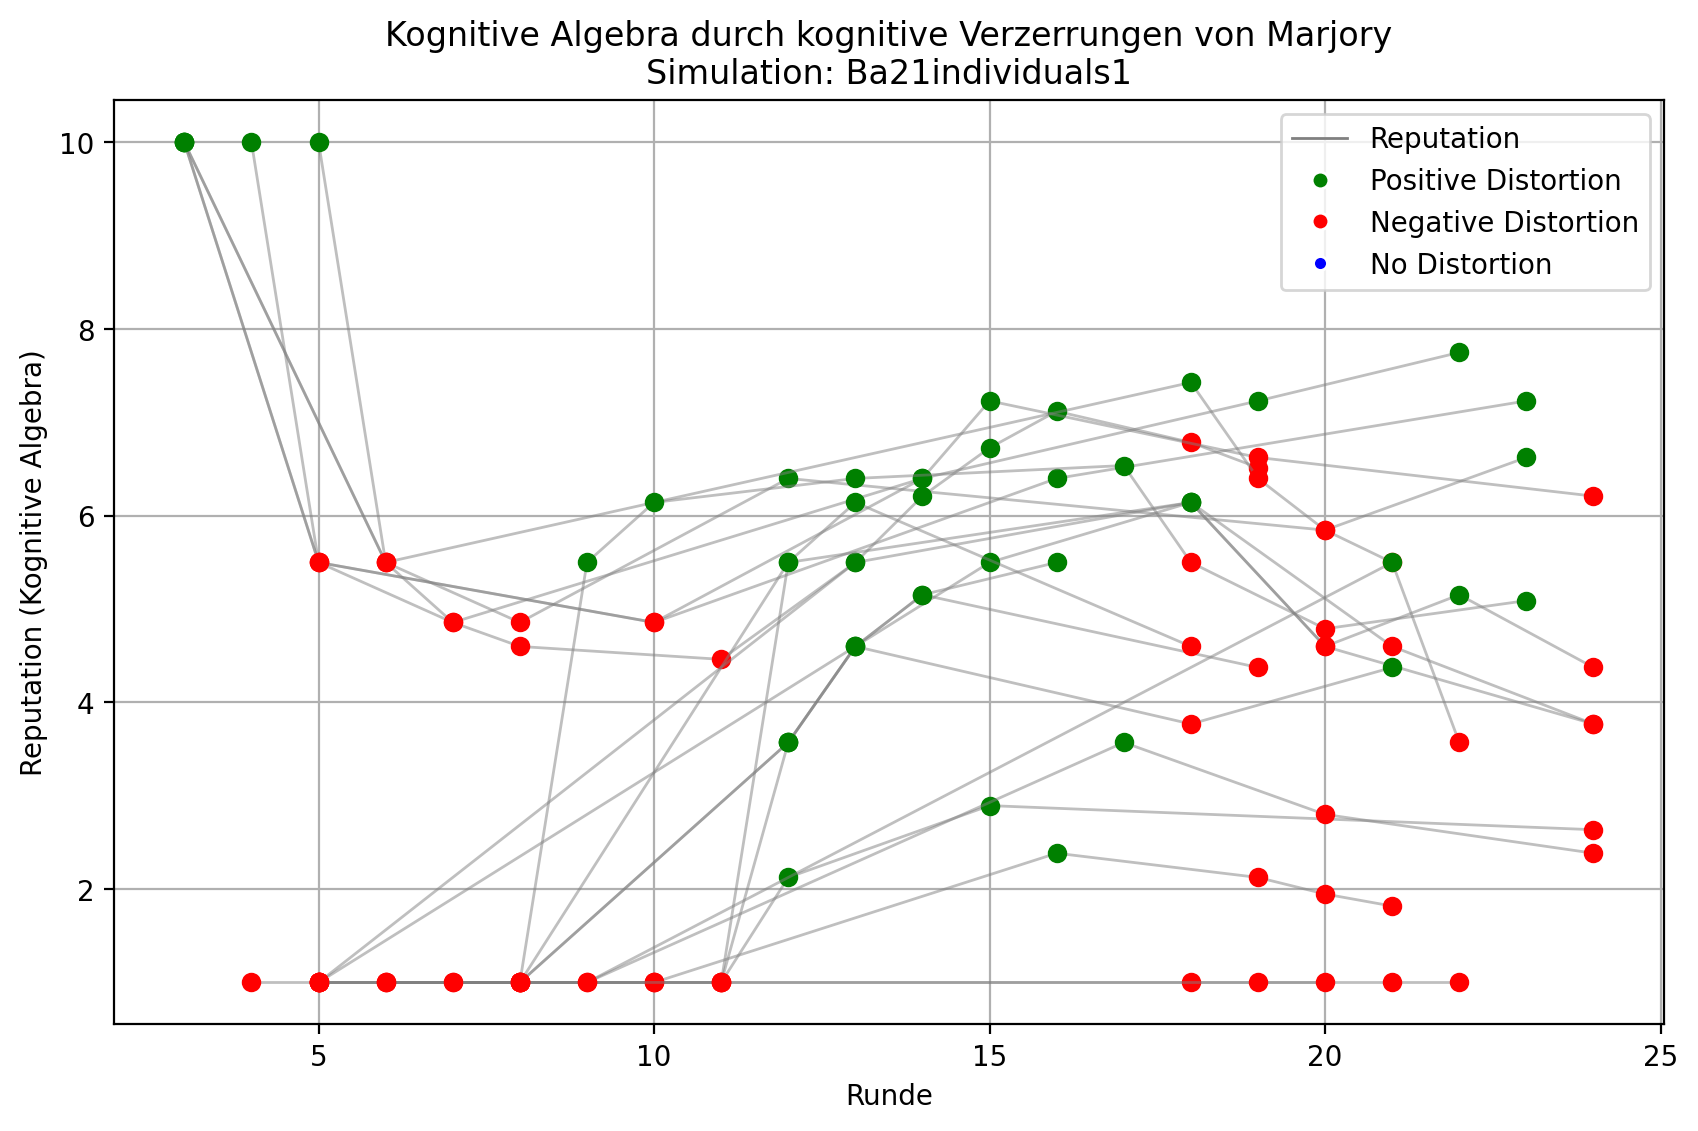 Kognitive Algebra durch kognitive Verzerrungen von Marjory
Simulation: Ba21individuals1
Reputation
Positive Distortion
Negative Distortion
No Distortion
Reputation (Kognitive Algebra)
10
8
6
4
2
5
10
15
20
25
Runde